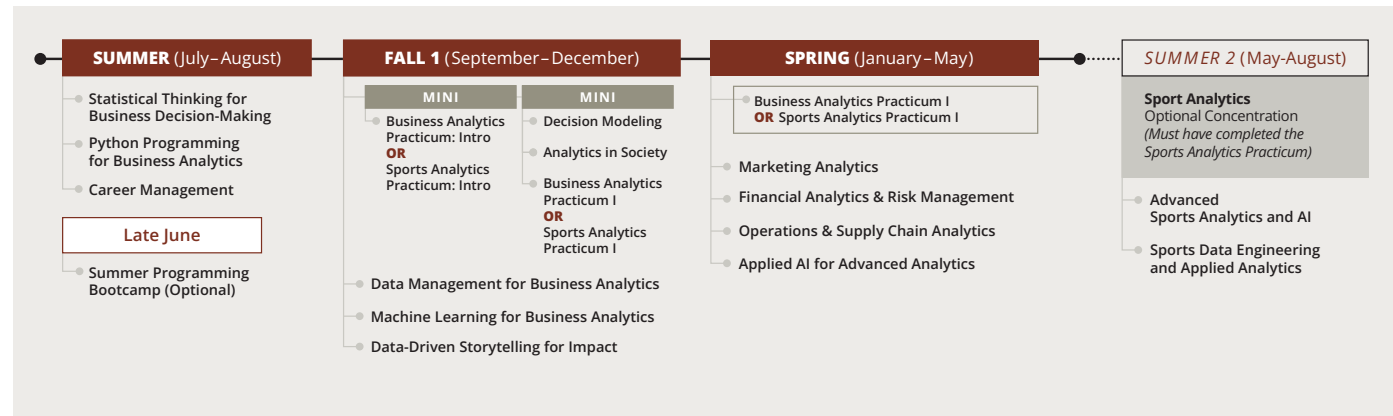 SUMMER (July–August)
Statistical Thinking for
Business Decision-Making
Python Programming
for Business Analytics
Career Management
Late June
Summer Programming
Bootcamp (Optional)
FALL 1 (September–December)
MINI
Business Analytics
Practicum: Intro
OR
Sports Analytics
Practicum: Intro
MINI
Decision Modeling
Analytics in Society
Business Analytics
Practicum I
OR
Sports Analytics
Practicum I
Data Management for Business Analytics
Machine Learning for Business Analytics
Data-Driven Storytelling for Impact
SPRING (January–May)
Business Analytics Practicum I
OR Sports Analytics Practicum I
Marketing Analytics
Financial Analytics & Risk Management
Operations & Supply Chain Analytics
Applied AI for Advanced Analytics
SUMMER 2 (May-August)
Sport Analytics
Optional Concentration
(Must have completed the
Sports Analytics Practicum)
Advanced
Sports Analytics and AI
Sports Data Engineering
and Applied Analytics